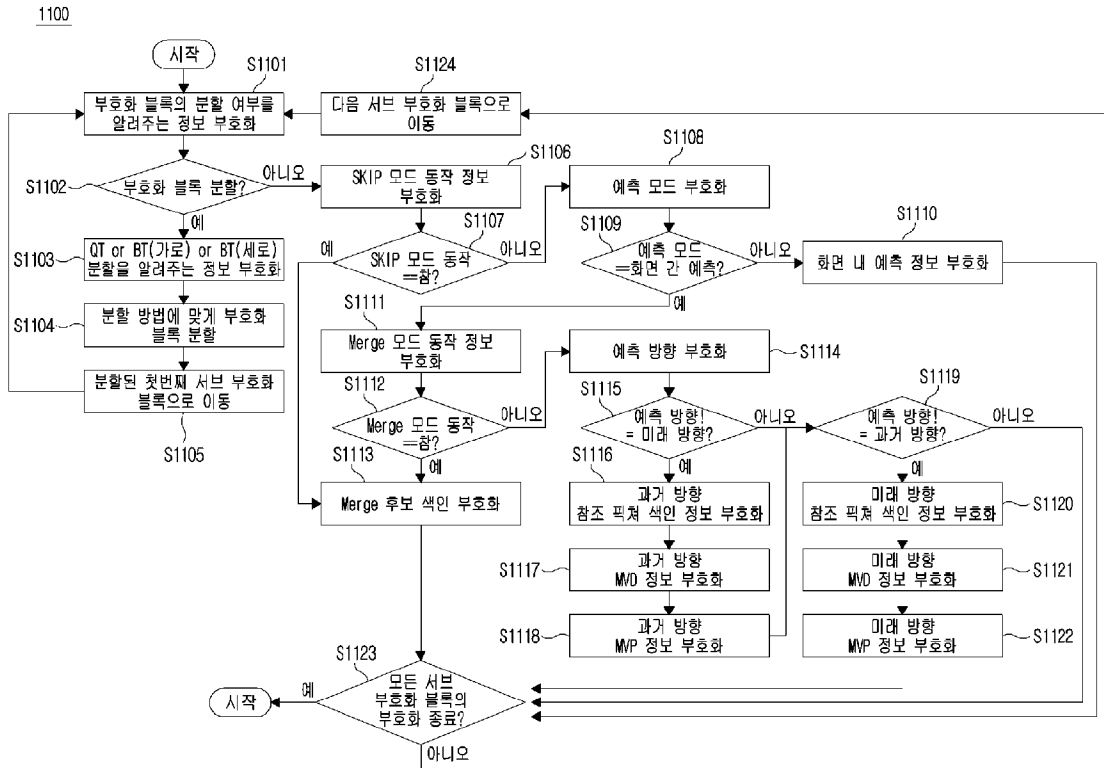 1100
시작
S1101
부호화 블록의 분할 여부를
알려주는 정보 부호화
S1124
다음 서브 부호화 블록으로
이동
S1102
부호화 블록 분할?
아니오
예
S1103
QT or BT(가로) or BT(세로)
분할을 알려주는 정보 부호화
S1104
분할 방법에 맞게 부호화
블록 분할
분할된 첫번째 서브 부호화
블록으로 이동
S1105
S1106
SKIP 모드 동작 정보
부호화
S1107
예
SKIP 모드 동작
==참?
아니오
S1108
예측 모드 부호화
S1109
예측 모드
=화면 간 예측?
아니오
예
S1110
화면 내 예측 정보 부호화
S1111
Merge 모드 동작 정보
부호화
S1112
Merge 모드 동작
==참?
아니오
예
S1113
Merge 후보 색인 부호화
예측 방향 부호화
S1114
S1115
예측 방향!
= 미래 방향?
아니오
예
S1116
과거 방향
참조 픽쳐 색인 정보 부호화
S1117
과거 방향
MVD 정보 부호화
S1118
과거 방향
MVP 정보 부호화
S1119
예측 방향!
= 과거 방향?
아니오
예
미래 방향
참조 픽쳐 색인 정보 부호화
S1120
미래 방향
MVD 정보 부호화
S1121
미래 방향
MVP 정보 부호화
S1122
S1123
모든 서브
부호화 블록의
부호화 종료?
예
시작
아니오